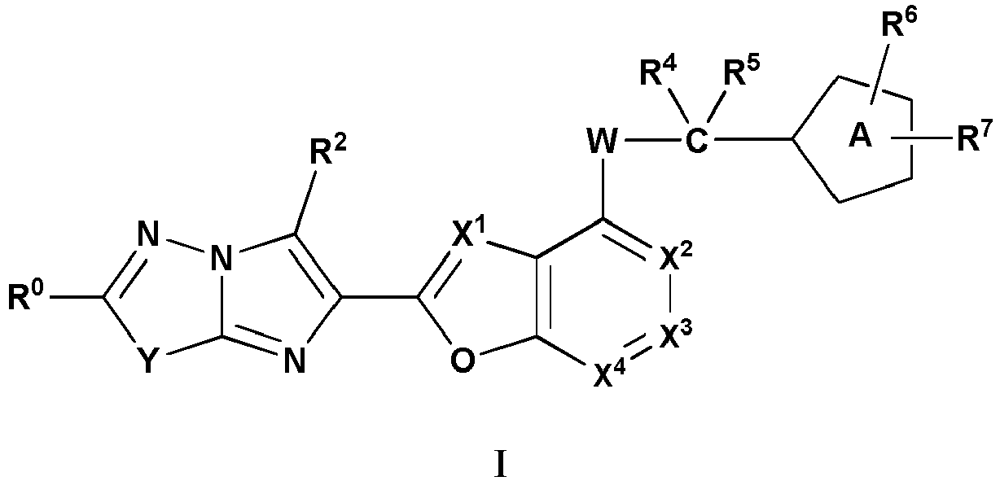 R⁶
R⁴ R⁵
W C A R⁷
R²
N N X¹ X²
R⁰
Y N O X³
X⁴
I